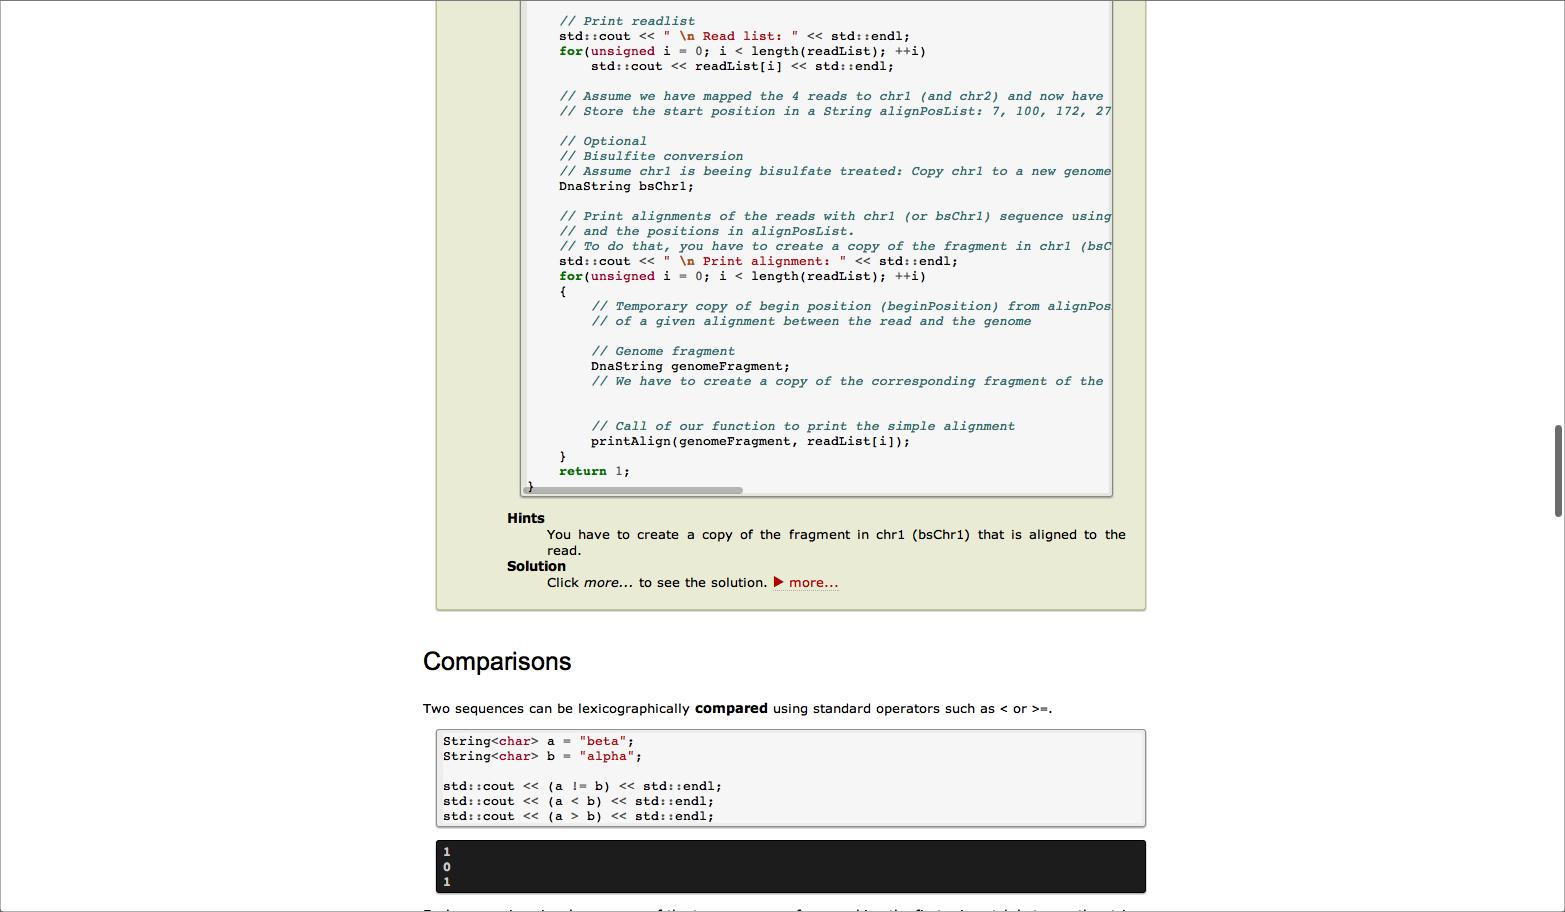 // Print readlist
std::cout << " \n Read list: " << std::endl;
for(unsigned i = 0; i < length(readList); ++i)
    std::cout << readList[i] << std::endl;
// Assume we have mapped the 4 reads to chr1 (and chr2) and now have
// Store the start position in a String alignPosList: 7, 100, 172, 27
// Optional
// Bisulfite conversion
// Assume chr1 is beeing bisulfate treated: Copy chr1 to a new genome
DnaString bsChr1;
// Print alignments of the reads with chr1 (or bsChr1) sequence using
// and the positions in alignPosList.
// To do that, you have to create a copy of the fragment in chr1 (bsC
std::cout << " \n Print alignment: " << std::endl;
for(unsigned i = 0; i < length(readList); ++i)
{
    // Temporary copy of begin position (beginPosition) from alignPos
    // of a given alignment between the read and the genome
    // Genome fragment
    DnaString genomeFragment;
    // We have to create a copy of the corresponding fragment of the
    // Call of our function to print the simple alignment
    printAlign(genomeFragment, readList[i]);
}
return 1;
}
Hints
You have to create a copy of the fragment in chr1 (bsChr1) that is aligned to the
read.
Solution
Click more... to see the solution. ▶ more...
Comparisons
Two sequences can be lexicographically compared using standard operators such as < or >=.
String<char> a = "beta";
String<char> b = "alpha";
std::cout << (a != b) << std::endl;
std::cout << (a < b) << std::endl;
std::cout << (a > b) << std::endl;
1
0
1